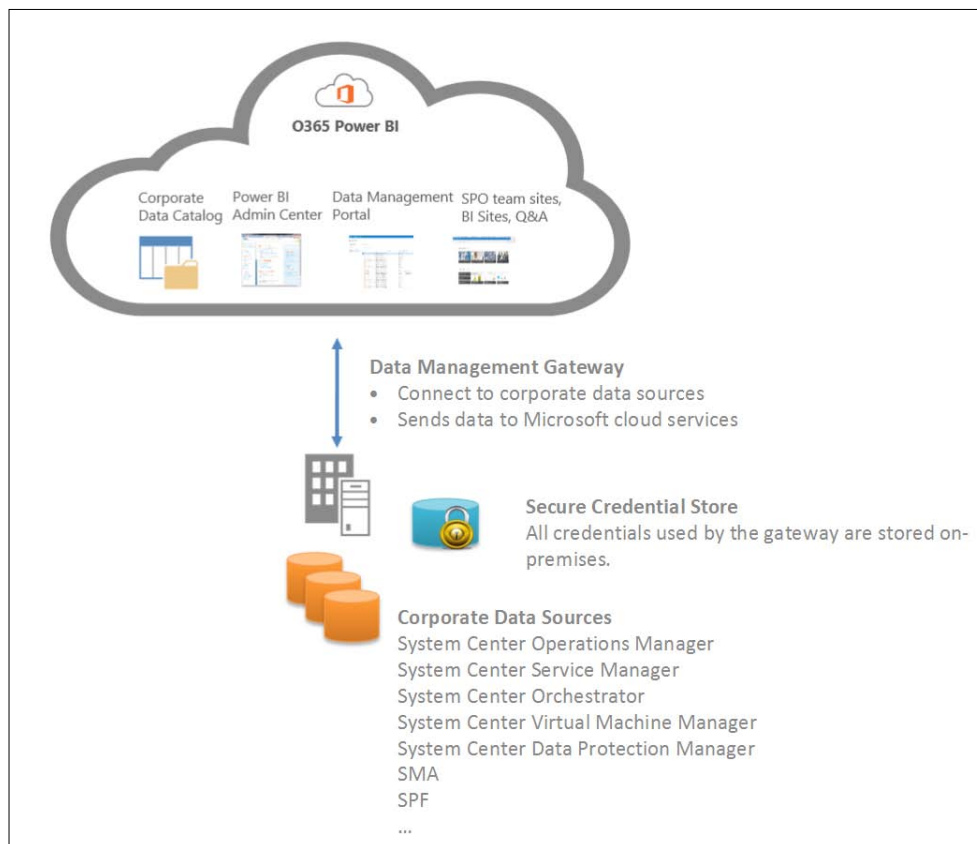 O365 Power BI
Corporate
Data Catalog
Power BI
Admin Center
Data Management
Portal
SPO team sites,
BI Sites, Q&A
Data Management Gateway
• Connect to corporate data sources
• Sends data to Microsoft cloud services
Secure Credential Store
All credentials used by the gateway are stored on-
premises.
Corporate Data Sources
System Center Operations Manager
System Center Service Manager
System Center Orchestrator
System Center Virtual Machine Manager
System Center Data Protection Manager
SMA
SPF
...